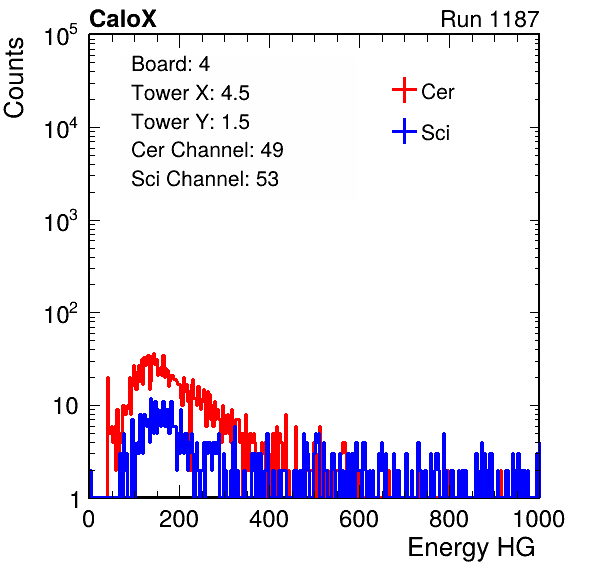 CaloX Run 1187
Counts
Board: 4
Tower X: 4.5
Tower Y: 1.5
Cer Channel: 49
Sci Channel: 53
Cer
Sci
10^5
10^4
10^3
10^2
10
1
0 200 400 600 800 1000
Energy HG